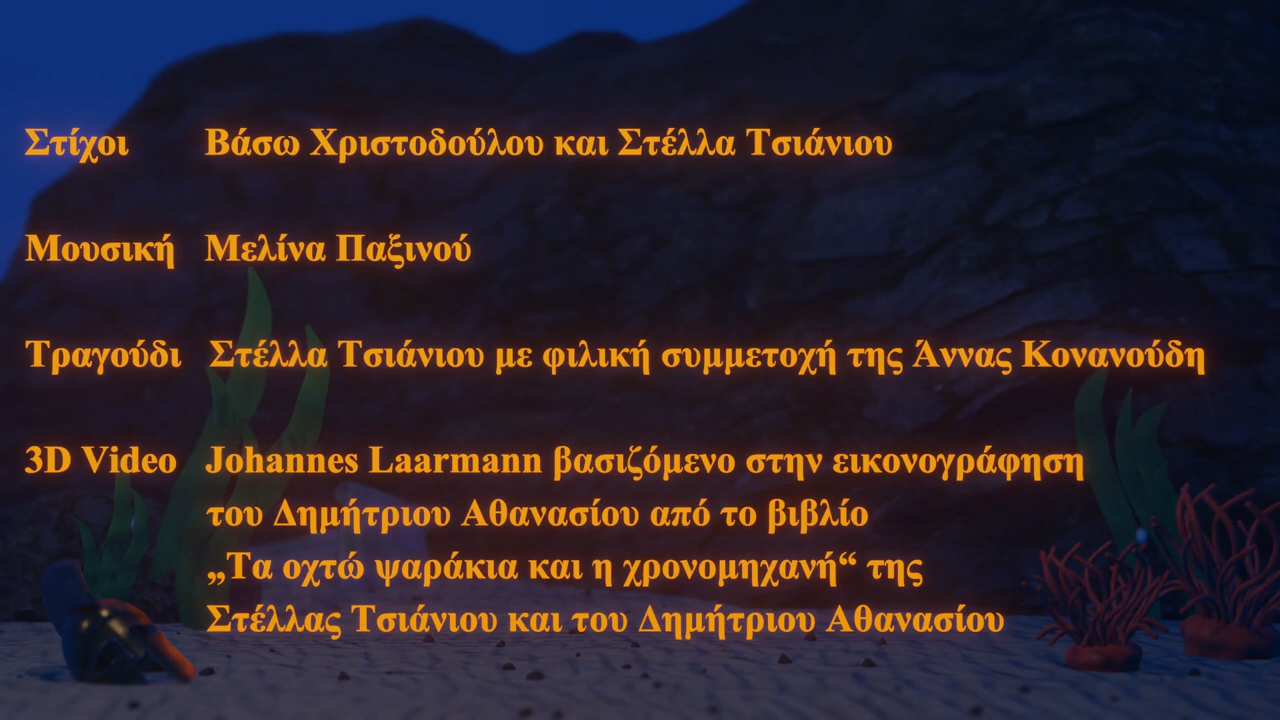 Στίχοι Βάσω Χριστοδούλου και Στέλλα Τσιάνιου
Μουσική Μελίνα Παξινού
Τραγούδι Στέλλα Τσιάνιου με φιλική συμμετοχή της Άννας Κονανούδη
3D Video Johannes Laarmann βασιζόμενο στην εικονογράφηση
του Δημήτριου Αθανασίου από το βιβλίο
„Τα οχτώ ψαράκια και η χρονομηχανή“ της
Στέλλας Τσιάνιου και του Δημήτριου Αθανασίου